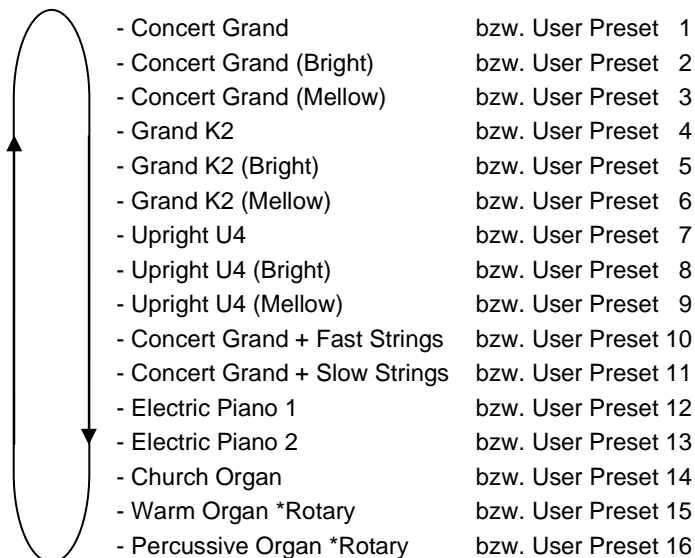 - Concert Grand bzw. User Preset 1
- Concert Grand (Bright) bzw. User Preset 2
- Concert Grand (Mellow) bzw. User Preset 3
- Grand K2 bzw. User Preset 4
- Grand K2 (Bright) bzw. User Preset 5
- Grand K2 (Mellow) bzw. User Preset 6
- Upright U4 bzw. User Preset 7
- Upright U4 (Bright) bzw. User Preset 8
- Upright U4 (Mellow) bzw. User Preset 9
- Concert Grand + Fast Strings bzw. User Preset 10
- Concert Grand + Slow Strings bzw. User Preset 11
- Electric Piano 1 bzw. User Preset 12
- Electric Piano 2 bzw. User Preset 13
- Church Organ bzw. User Preset 14
- Warm Organ *Rotary bzw. User Preset 15
- Percussive Organ *Rotary bzw. User Preset 16